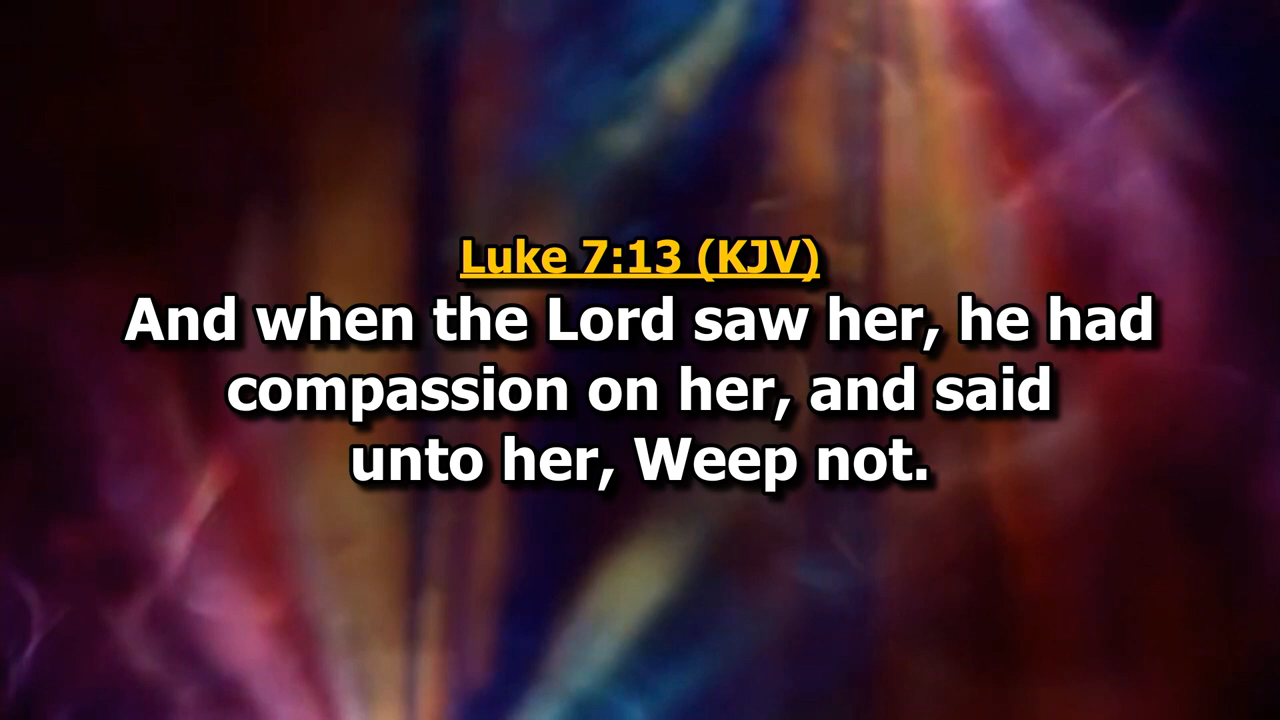 Luke 7:13 (KJV)
And when the Lord saw her, he had
compassion on her, and said
unto her, Weep not.